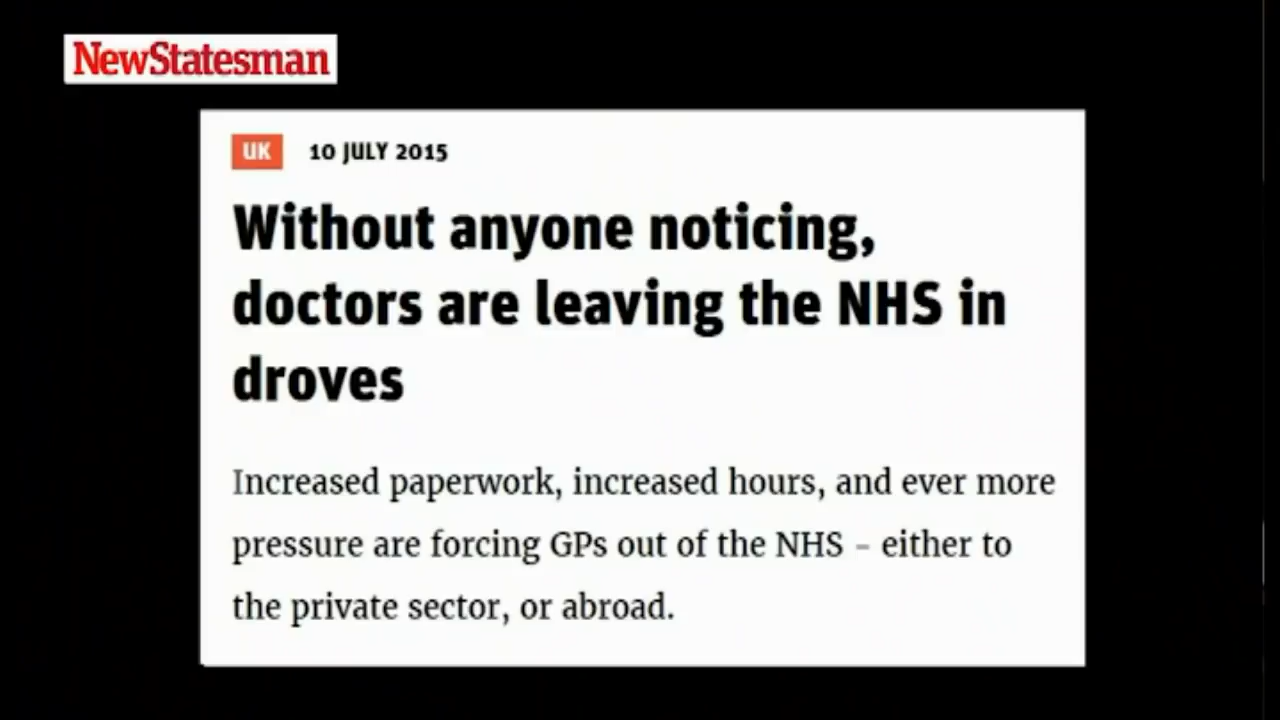 NewStatesman
UK 10 JULY 2015
Without anyone noticing,
doctors are leaving the NHS in
droves
Increased paperwork, increased hours, and ever more
pressure are forcing GPs out of the NHS – either to
the private sector, or abroad.